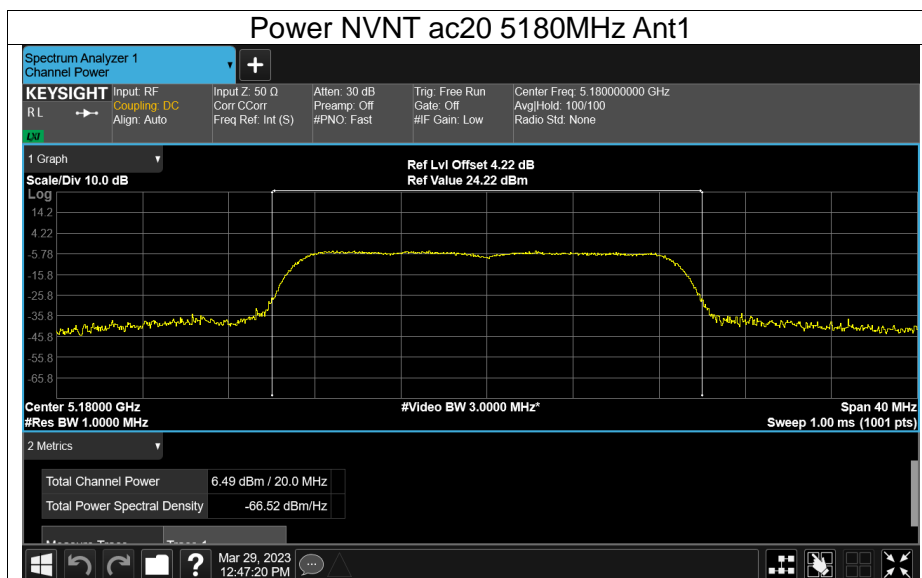 Power NVNT ac20 5180MHz Ant1
Spectrum Analyzer 1
Channel Power
KEYSIGHT
R L
LXI
Input: RF
Coupling: DC
Align: Auto
Input Z: 50 Ω
Corr CCorr
Freq Ref: Int (S)
Atten: 30 dB
Preamp: Off
#PNO: Fast
Trig: Free Run
Gate: Off
#IF Gain: Low
Center Freq: 5.180000000 GHz
Avg|Hold: 100/100
Radio Std: None
1 Graph
Scale/Div 10.0 dB
Ref Lvl Offset 4.22 dB
Ref Value 24.22 dBm
Log
14.2
4.22
-5.78
-15.8
-25.8
-35.8
-45.8
-55.8
-65.8
Center 5.18000 GHz
#Res BW 1.0000 MHz
#Video BW 3.0000 MHz*
Span 40 MHz
Sweep 1.00 ms (1001 pts)
2 Metrics
Total Channel Power 6.49 dBm / 20.0 MHz
Total Power Spectral Density -66.52 dBm/Hz
?
Mar 29, 2023
12:47:20 PM